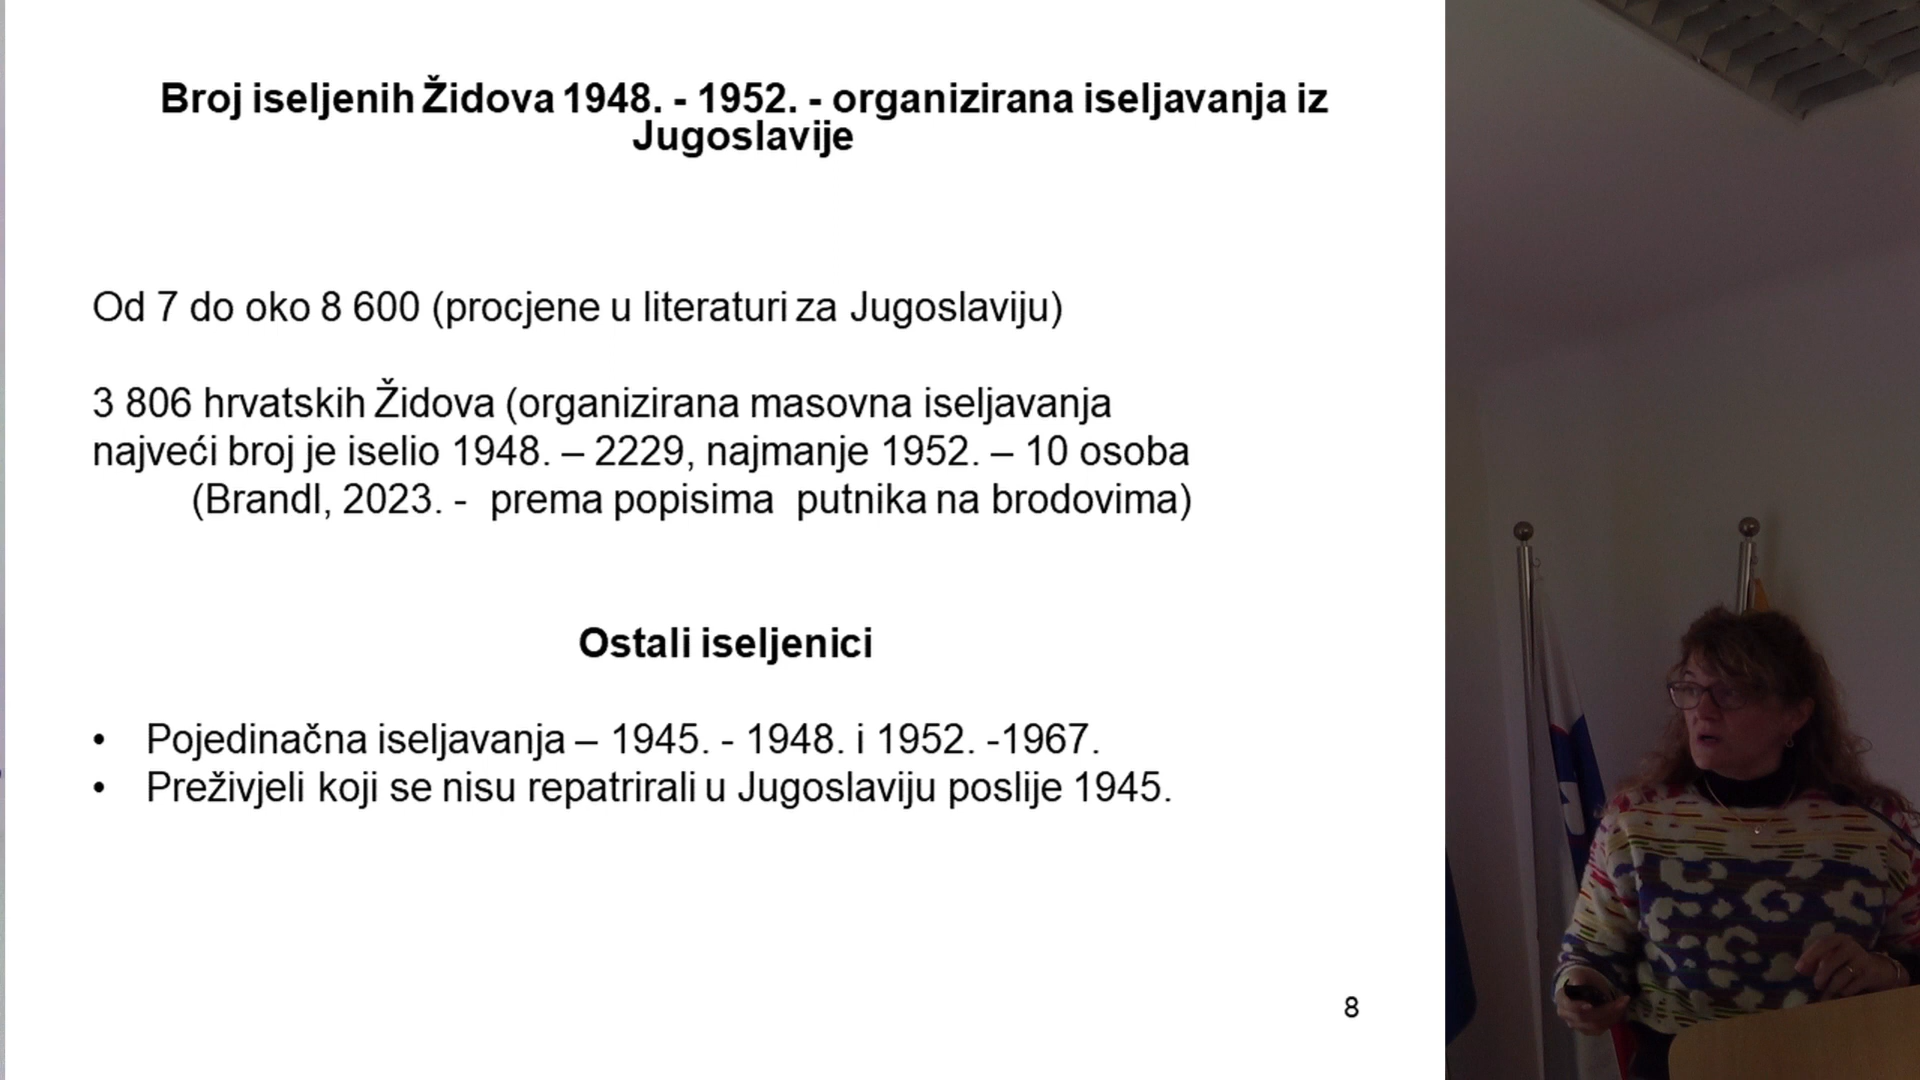 Broj iseljenih Židova 1948. - 1952. - organizirana iseljavanja iz
Jugoslavije
Od 7 do oko 8 600 (procjene u literaturi za Jugoslaviju)
3 806 hrvatskih Židova (organizirana masovna iseljavanja
najveći broj je iselio 1948. – 2229, najmanje 1952. – 10 osoba
(Brandl, 2023. - prema popisima putnika na brodovima)
Ostali iseljenici
• Pojedinačna iseljavanja – 1945. - 1948. i 1952. -1967.
• Preživjeli koji se nisu repatrirali u Jugoslaviju poslije 1945.
8